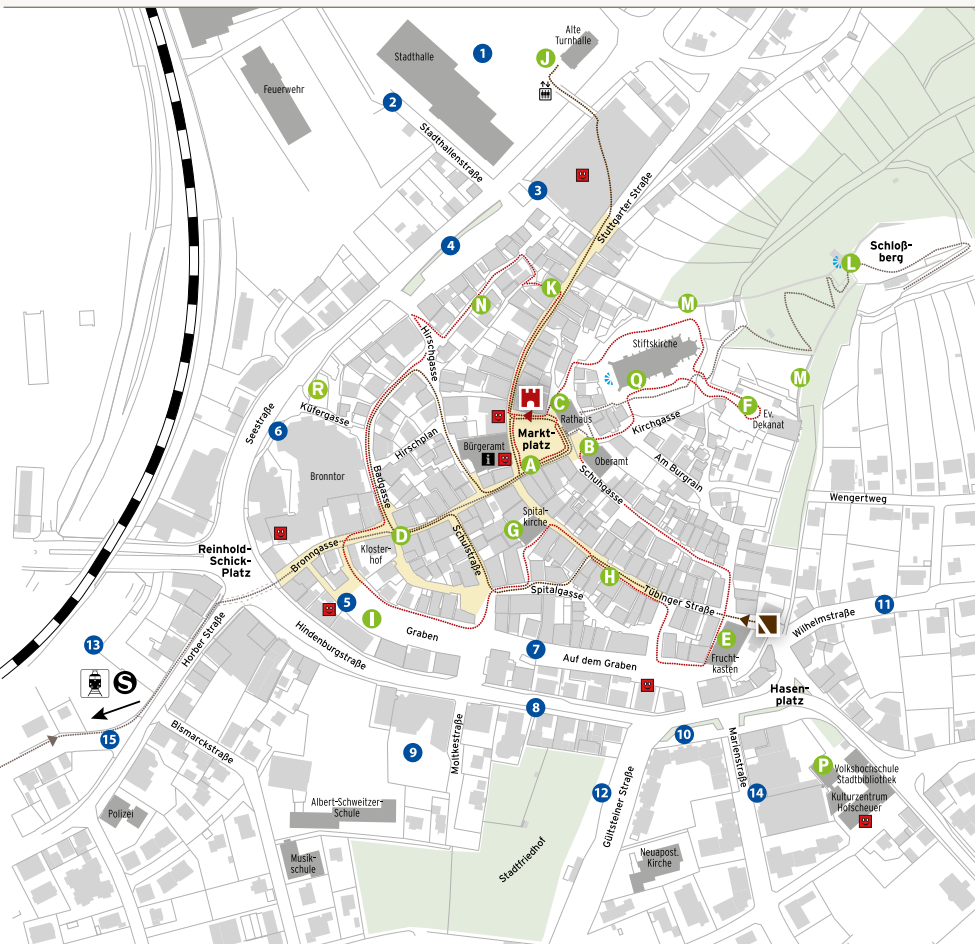 Alte
Turnhalle
J
1
Stadthalle
Feuerwehr
2
Stadthallenstraße
3
Stuttgarter Straße
4
Schloß-
berg
L
K
N
M
Hirschgasse
Stiftskirche
Q
M
R
Küfergasse
Seestraße
6
C
Rathaus
F
Ev.
Dekanat
Kirchgasse
Markt-
platz
Hirschplan
Bürgeramt
i
A
B
Oberamt
Am Burgrain
Schuhgasse
Bronntor
Badgasse
Wengertweg
Spital-
kirche
G
D
Schulstraße
Reinhold-
Schick-
Platz
Bronngasse
Kloster-
hof
H
Spitalgasse
Tübinger Straße
5
I
Graben
E
Frucht-
kasten
Wilhelmstraße
11
Horber Straße
Hindenburgstraße
7
Auf dem Graben
13
S
Hasen-
platz
8
15
Bismarckstraße
9
Moltkestraße
10
Marienstraße
P
Volkshochschule
Stadtbibliothek
Kulturzentrum
Hofscheuer
12
14
Gültsteiner Straße
Polizei
Albert-Schweitzer-
Schule
Musik-
schule
Stadtfriedhof
Neuapost.
Kirche